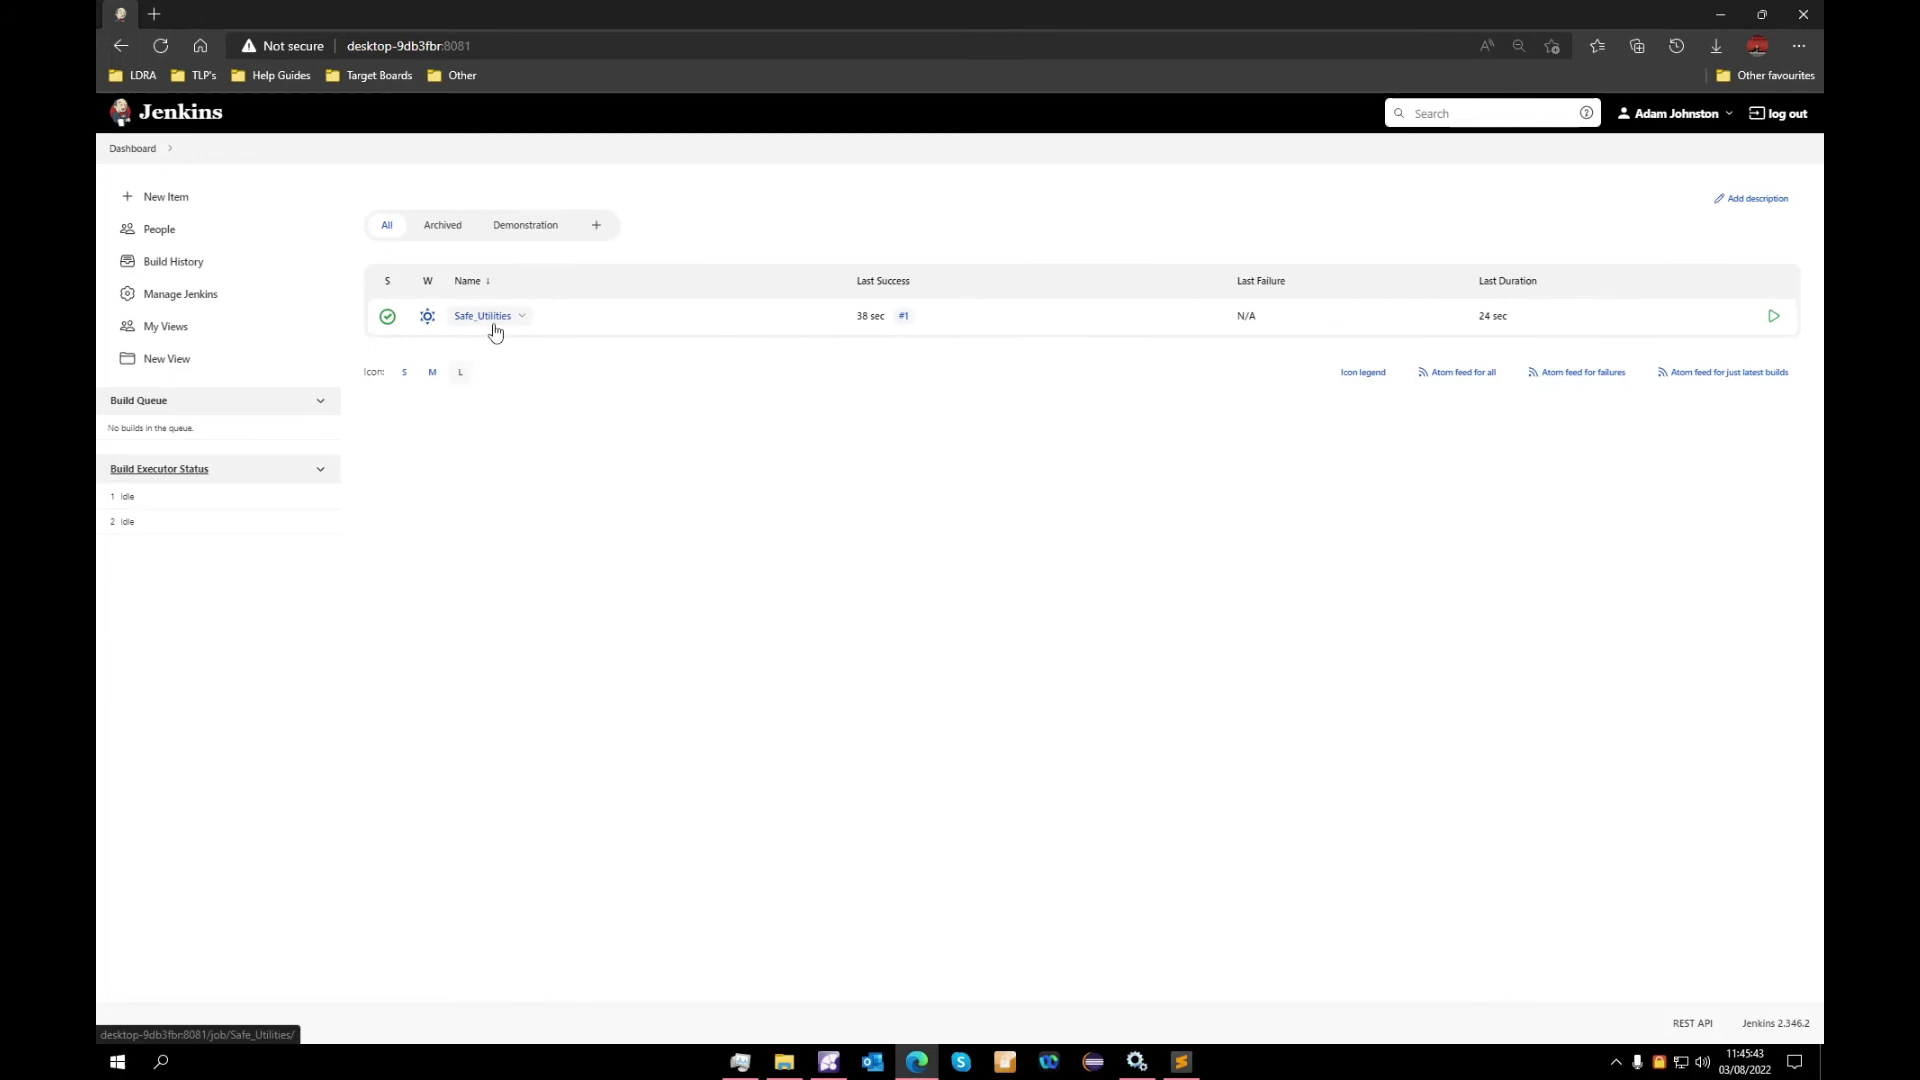 Not secure
desktop-9db3fbr:8081
LDRA
TLP's
Help Guides
Target Boards
Other
Other favourites
Jenkins
Search
Adam Johnston
log out
Dashboard
New Item
Add description
People
All
Archived
Demonstration
+
Build History
S
W
Name ↓
Last Success
Last Failure
Last Duration
Manage Jenkins
Safe_Utilities
38 sec
#1
N/A
24 sec
My Views
New View
Icon:
S
M
L
Icon legend
Atom feed for all
Atom feed for failures
Atom feed for just latest builds
Build Queue
No builds in the queue.
Build Executor Status
1 Idle
2 Idle
REST API
Jenkins 2.346.2
desktop-9db3fbr:8081/job/Safe_Utilities/
11:45:43
03/08/2022